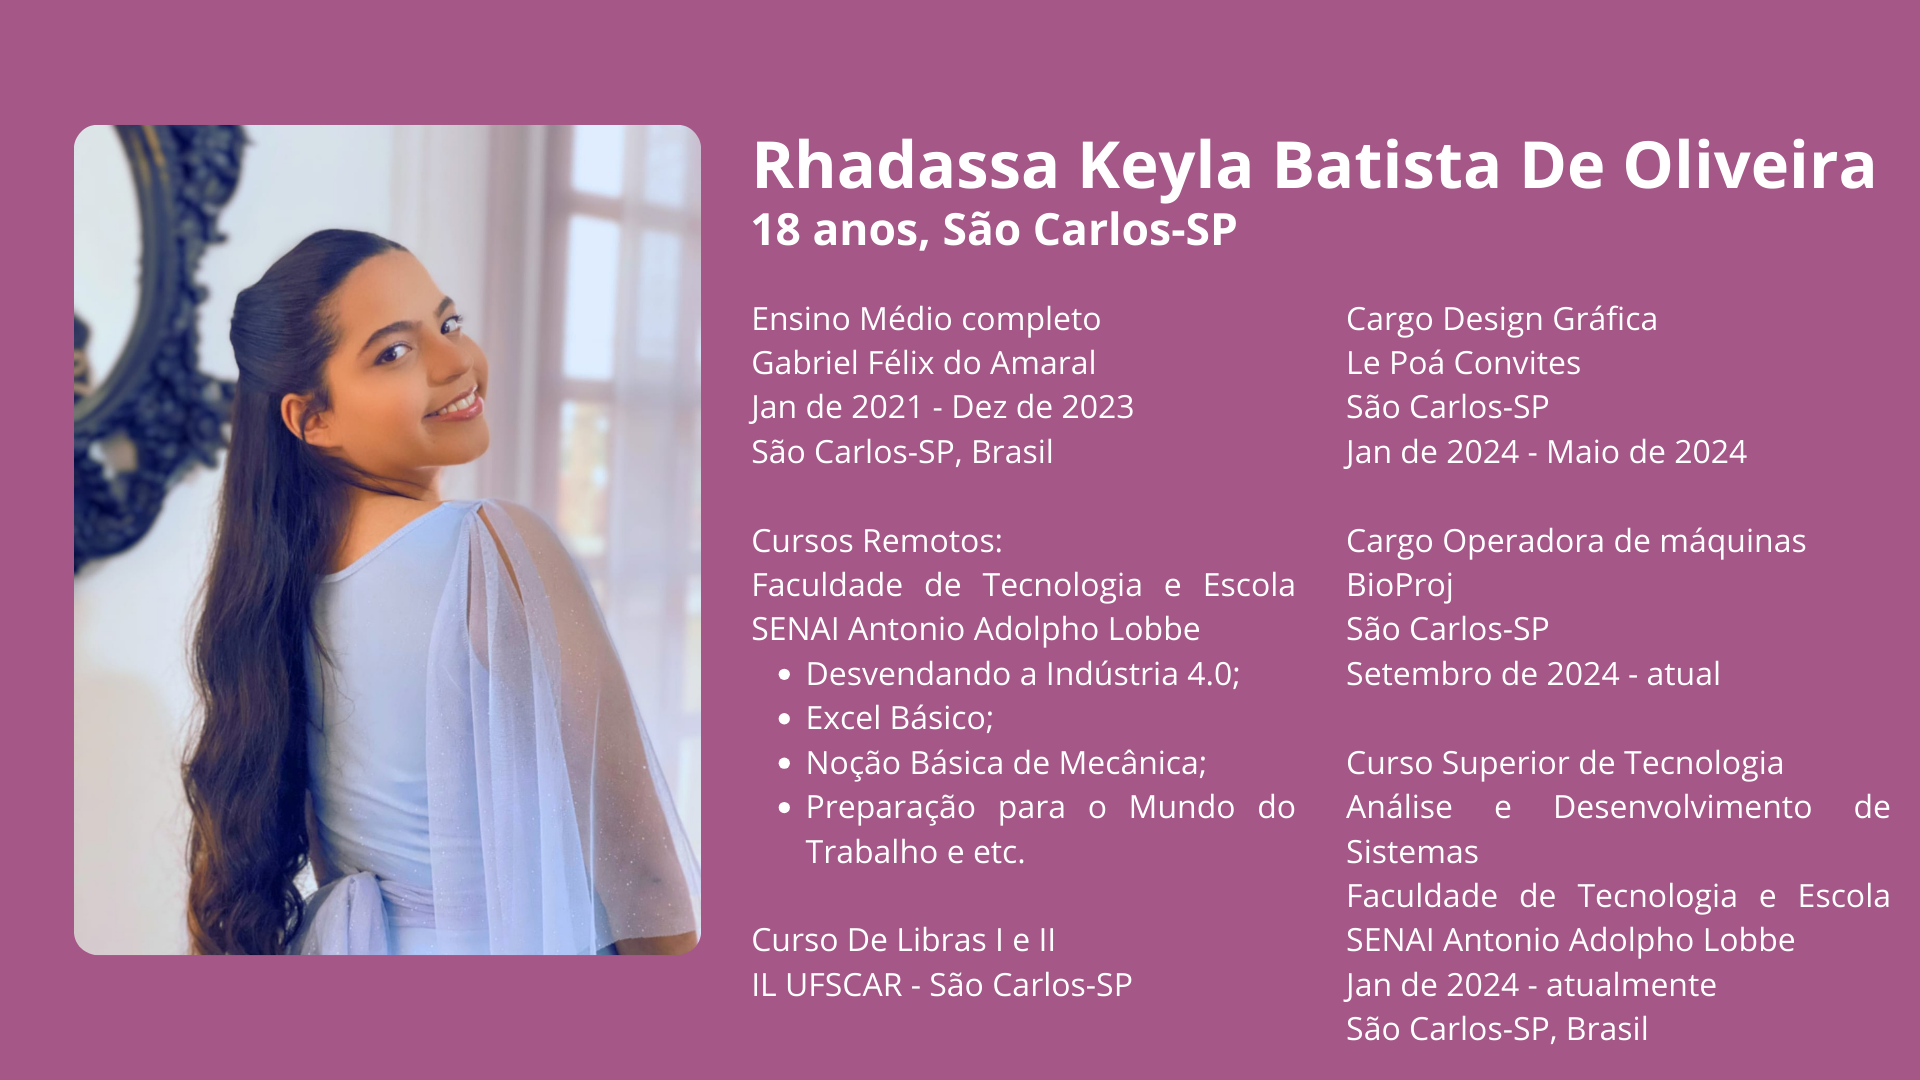 Rhadassa Keyla Batista De Oliveira
18 anos, São Carlos-SP
Ensino Médio completo
Gabriel Félix do Amaral
Jan de 2021 - Dez de 2023
São Carlos-SP, Brasil
Cursos Remotos:
Faculdade de Tecnologia e Escola
SENAI Antonio Adolpho Lobbe
• Desvendando a Indústria 4.0;
• Excel Básico;
• Noção Básica de Mecânica;
• Preparação para o Mundo do
Trabalho e etc.
Curso De Libras I e II
IL UFSCAR - São Carlos-SP
Cargo Design Gráfica
Le Poá Convites
São Carlos-SP
Jan de 2024 - Maio de 2024
Cargo Operadora de máquinas
BioProj
São Carlos-SP
Setembro de 2024 - atual
Curso Superior de Tecnologia
Análise e Desenvolvimento de
Sistemas
Faculdade de Tecnologia e Escola
SENAI Antonio Adolpho Lobbe
Jan de 2024 - atualmente
São Carlos-SP, Brasil